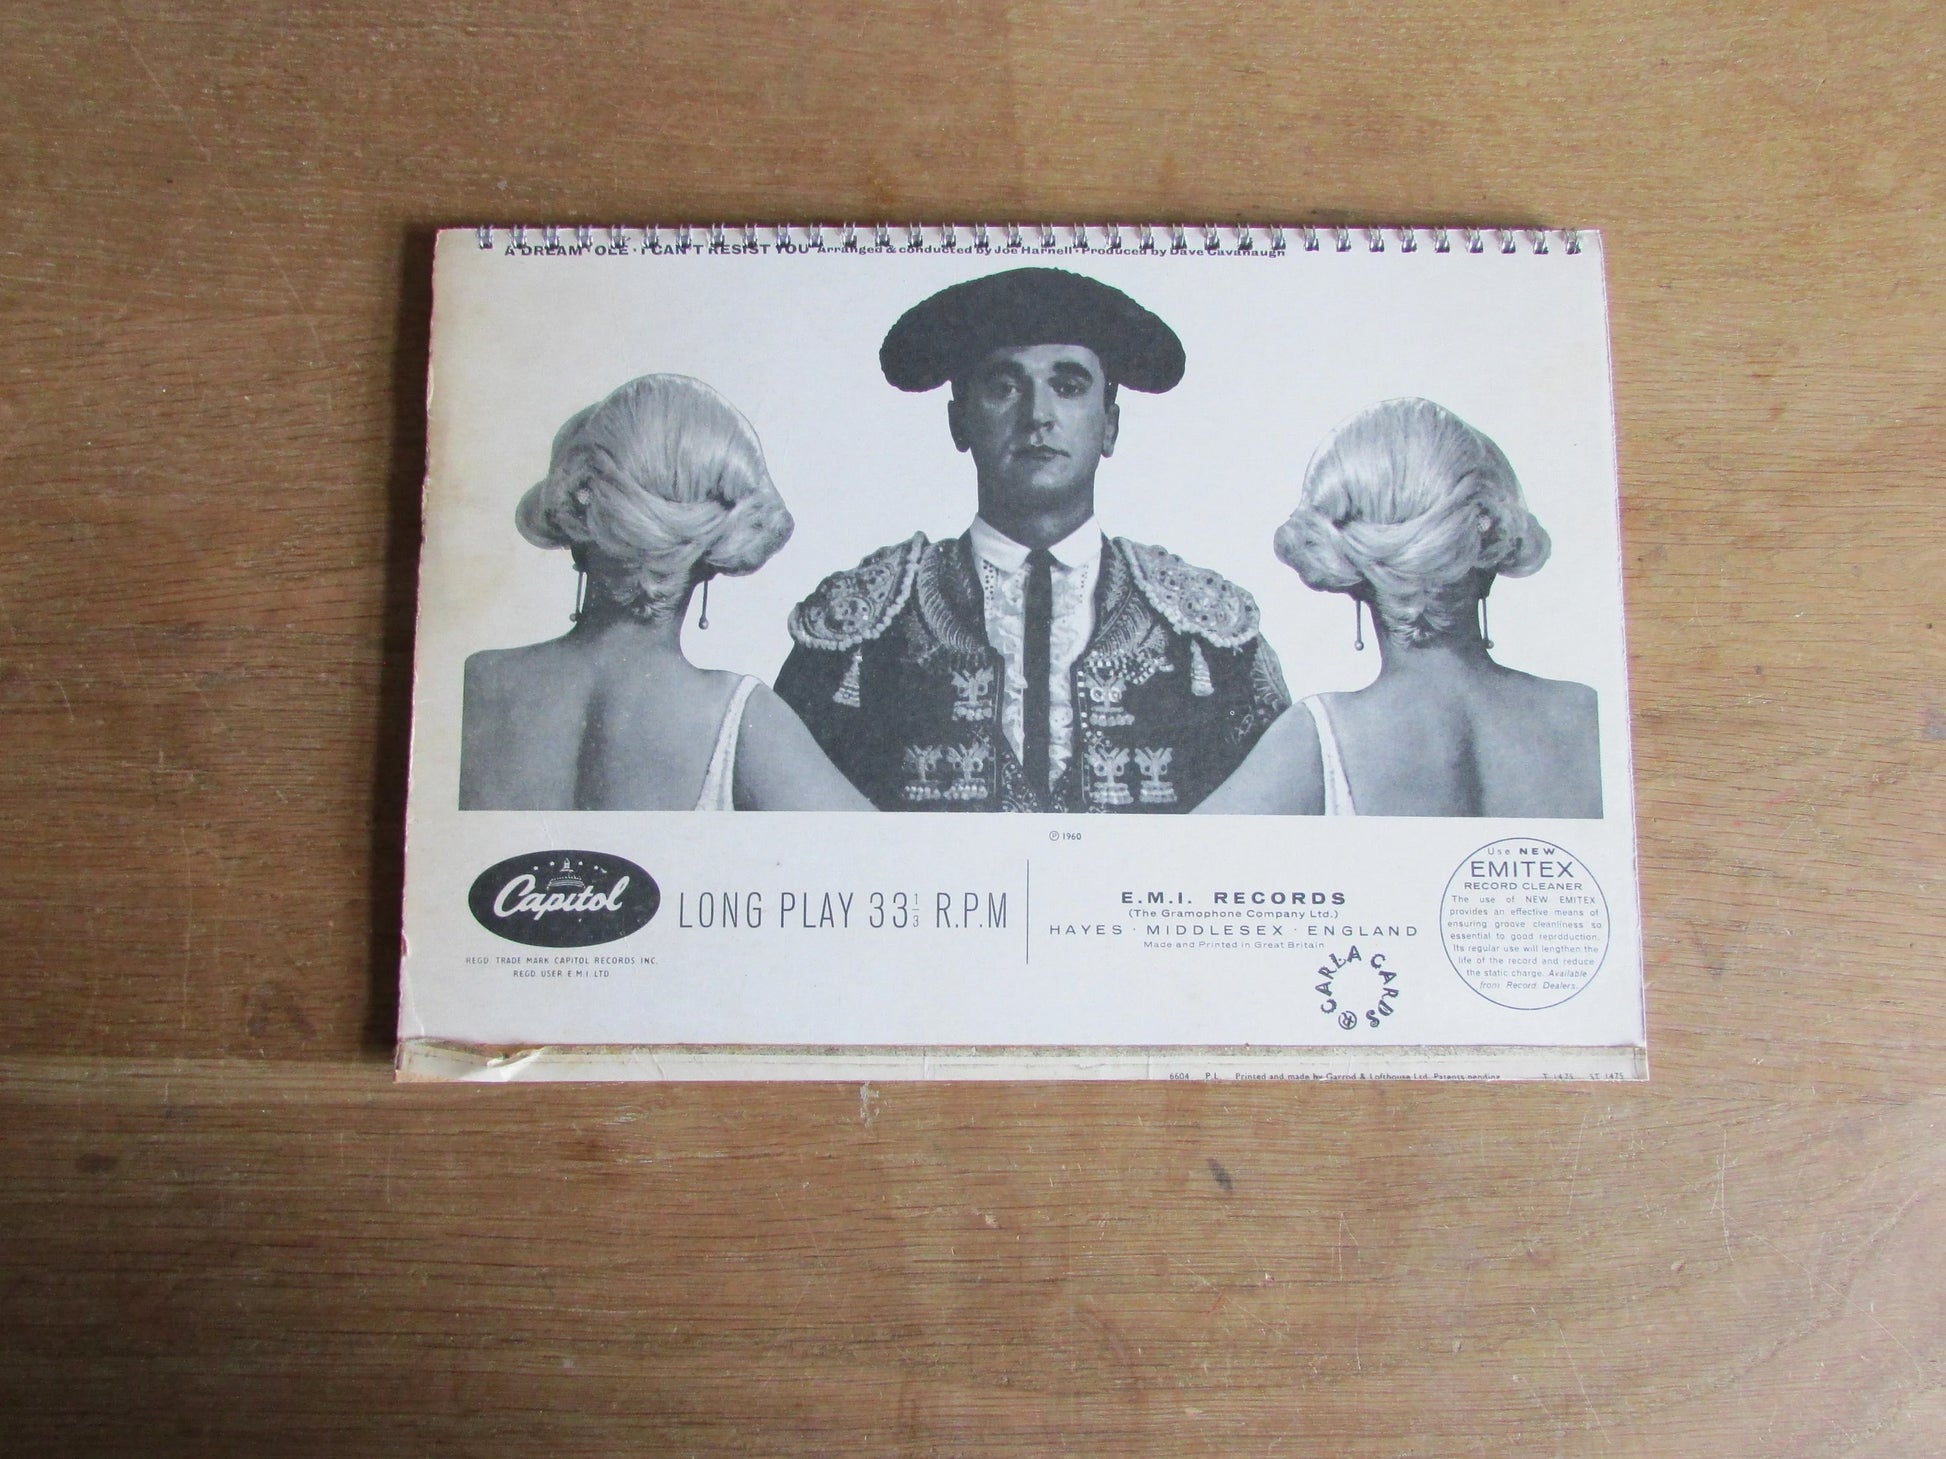 A DREAM · OLE · I CAN'T RESIST YOU Arranged & conducted by Joe Harnell · Produced by Dave Cavanaugh
Ⓟ 1960
Capitol
LONG PLAY 33⅓ R.P.M
REGD. TRADE MARK CAPITOL RECORDS INC.
REGD. USER E.M.I. LTD.
E.M.I. RECORDS
(The Gramophone Company Ltd.)
HAYES · MIDDLESEX · ENGLAND
Made and Printed in Great Britain
CARLA CARDS ®
Use NEW
EMITEX
RECORD CLEANER
The use of NEW EMITEX
provides an effective means of
ensuring groove cleanliness so
essential to good reproduction.
Its regular use will lengthen the
life of the record and reduce
the static charge. Available
from Record Dealers.
6604 P.L. Printed and made by Garrod & Lofthouse Ltd. Patents pending T 1475 ST 1475